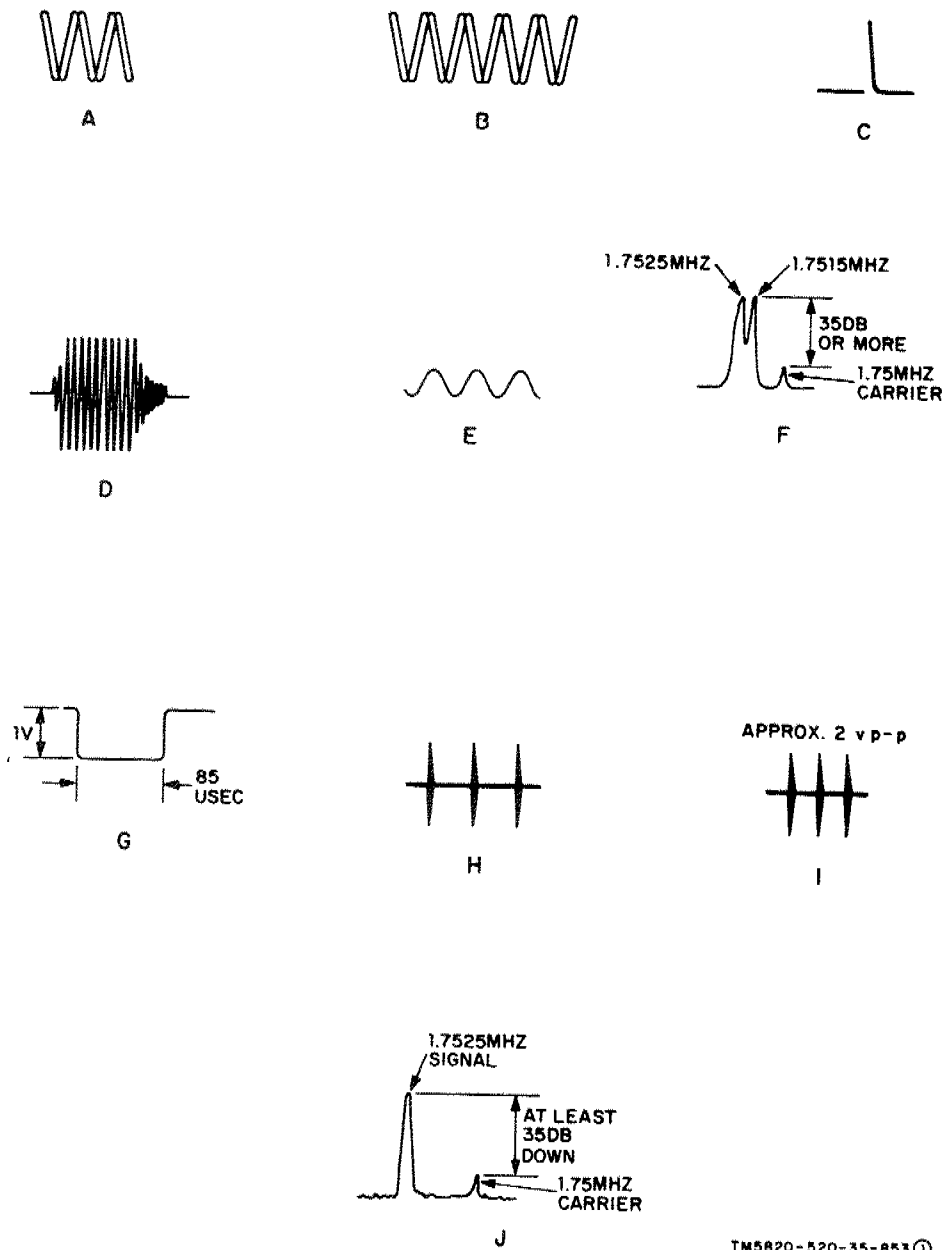 A
B
C
1.7525MHZ
1.7515MHZ
35DB
OR MORE
1.75MHZ
CARRIER
D
E
F
1V
85
USEC
G
H
APPROX. 2 v p-p
I
1.7525MHZ
SIGNAL
AT LEAST
35DB
DOWN
1.75MHZ
CARRIER
J
TM5820-520-35-853①